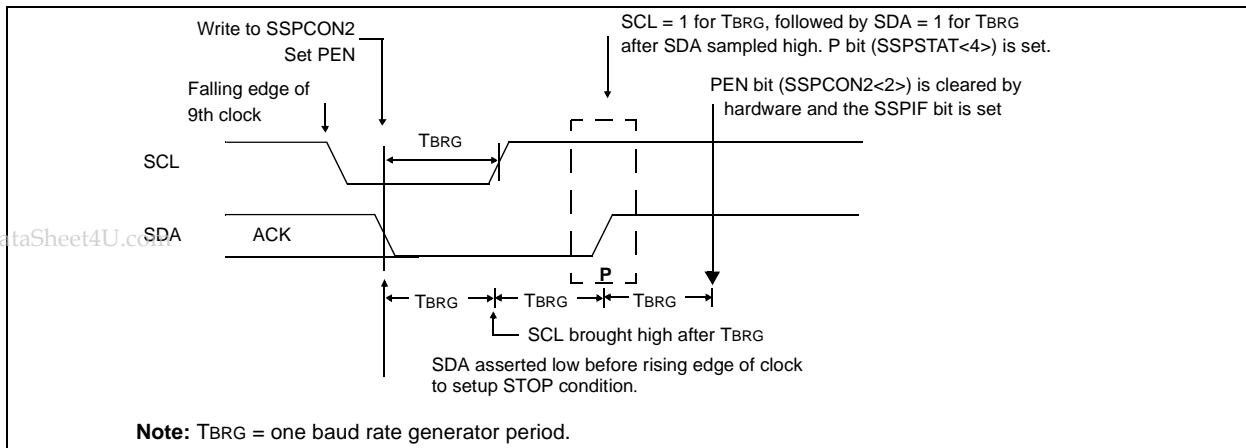 Write to SSPCON2
Set PEN
SCL = 1 for TBRG, followed by SDA = 1 for TBRG
after SDA sampled high. P bit (SSPSTAT<4>) is set.
Falling edge of
9th clock
PEN bit (SSPCON2<2>) is cleared by
hardware and the SSPIF bit is set
TBRG
SCL
SDA
ACK
ataSheet4U.com
P
TBRG
TBRG
TBRG
SCL brought high after TBRG
SDA asserted low before rising edge of clock
to setup STOP condition.
Note: TBRG = one baud rate generator period.